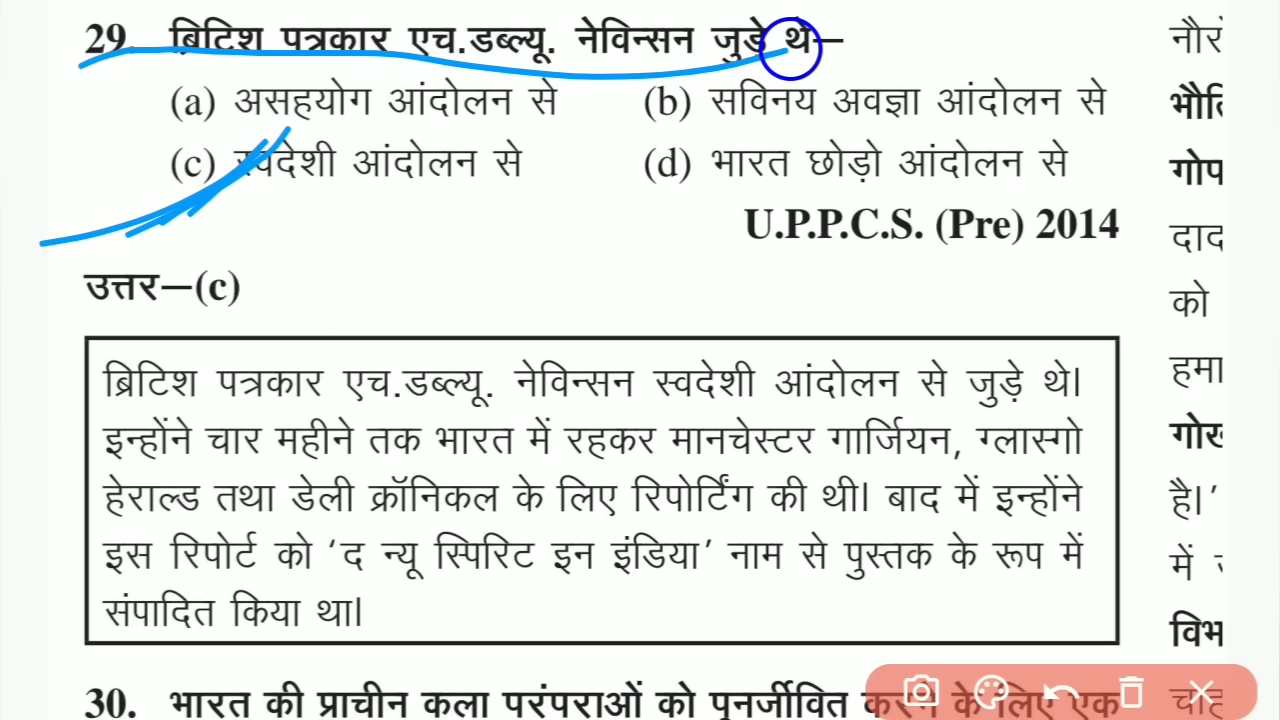 29. ब्रिटिश पत्रकार एच.डब्ल्यू. नेविन्सन जुड़े थे—
(a) असहयोग आंदोलन से (b) सविनय अवज्ञा आंदोलन से
(c) स्वदेशी आंदोलन से (d) भारत छोड़ो आंदोलन से
U.P.P.C.S. (Pre) 2014
उत्तर—(c)
ब्रिटिश पत्रकार एच.डब्ल्यू. नेविन्सन स्वदेशी आंदोलन से जुड़े थे।
इन्होंने चार महीने तक भारत में रहकर मानचेस्टर गार्जियन, ग्लास्गो
हेराल्ड तथा डेली क्रॉनिकल के लिए रिपोर्टिंग की थी। बाद में इन्होंने
इस रिपोर्ट को ‘द न्यू स्पिरिट इन इंडिया’ नाम से पुस्तक के रूप में
संपादित किया था।
30. भारत की प्राचीन कला परंपराओं को पुनर्जीवित करने के लिए एक
को
है।’
में